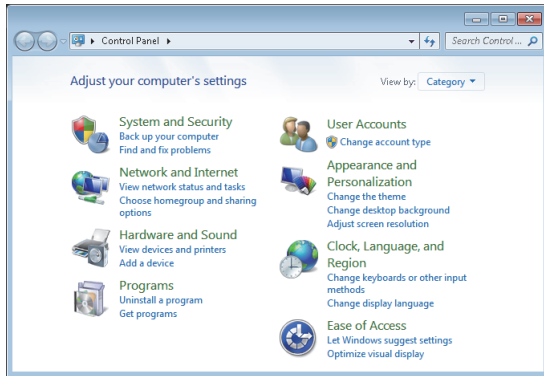 Control Panel
Search Control ...
Adjust your computer's settings
View by: Category
System and Security
Back up your computer
Find and fix problems
Network and Internet
View network status and tasks
Choose homegroup and sharing
options
Hardware and Sound
View devices and printers
Add a device
Programs
Uninstall a program
Get programs
User Accounts
Change account type
Appearance and
Personalization
Change the theme
Change desktop background
Adjust screen resolution
Clock, Language, and
Region
Change keyboards or other input
methods
Change display language
Ease of Access
Let Windows suggest settings
Optimize visual display